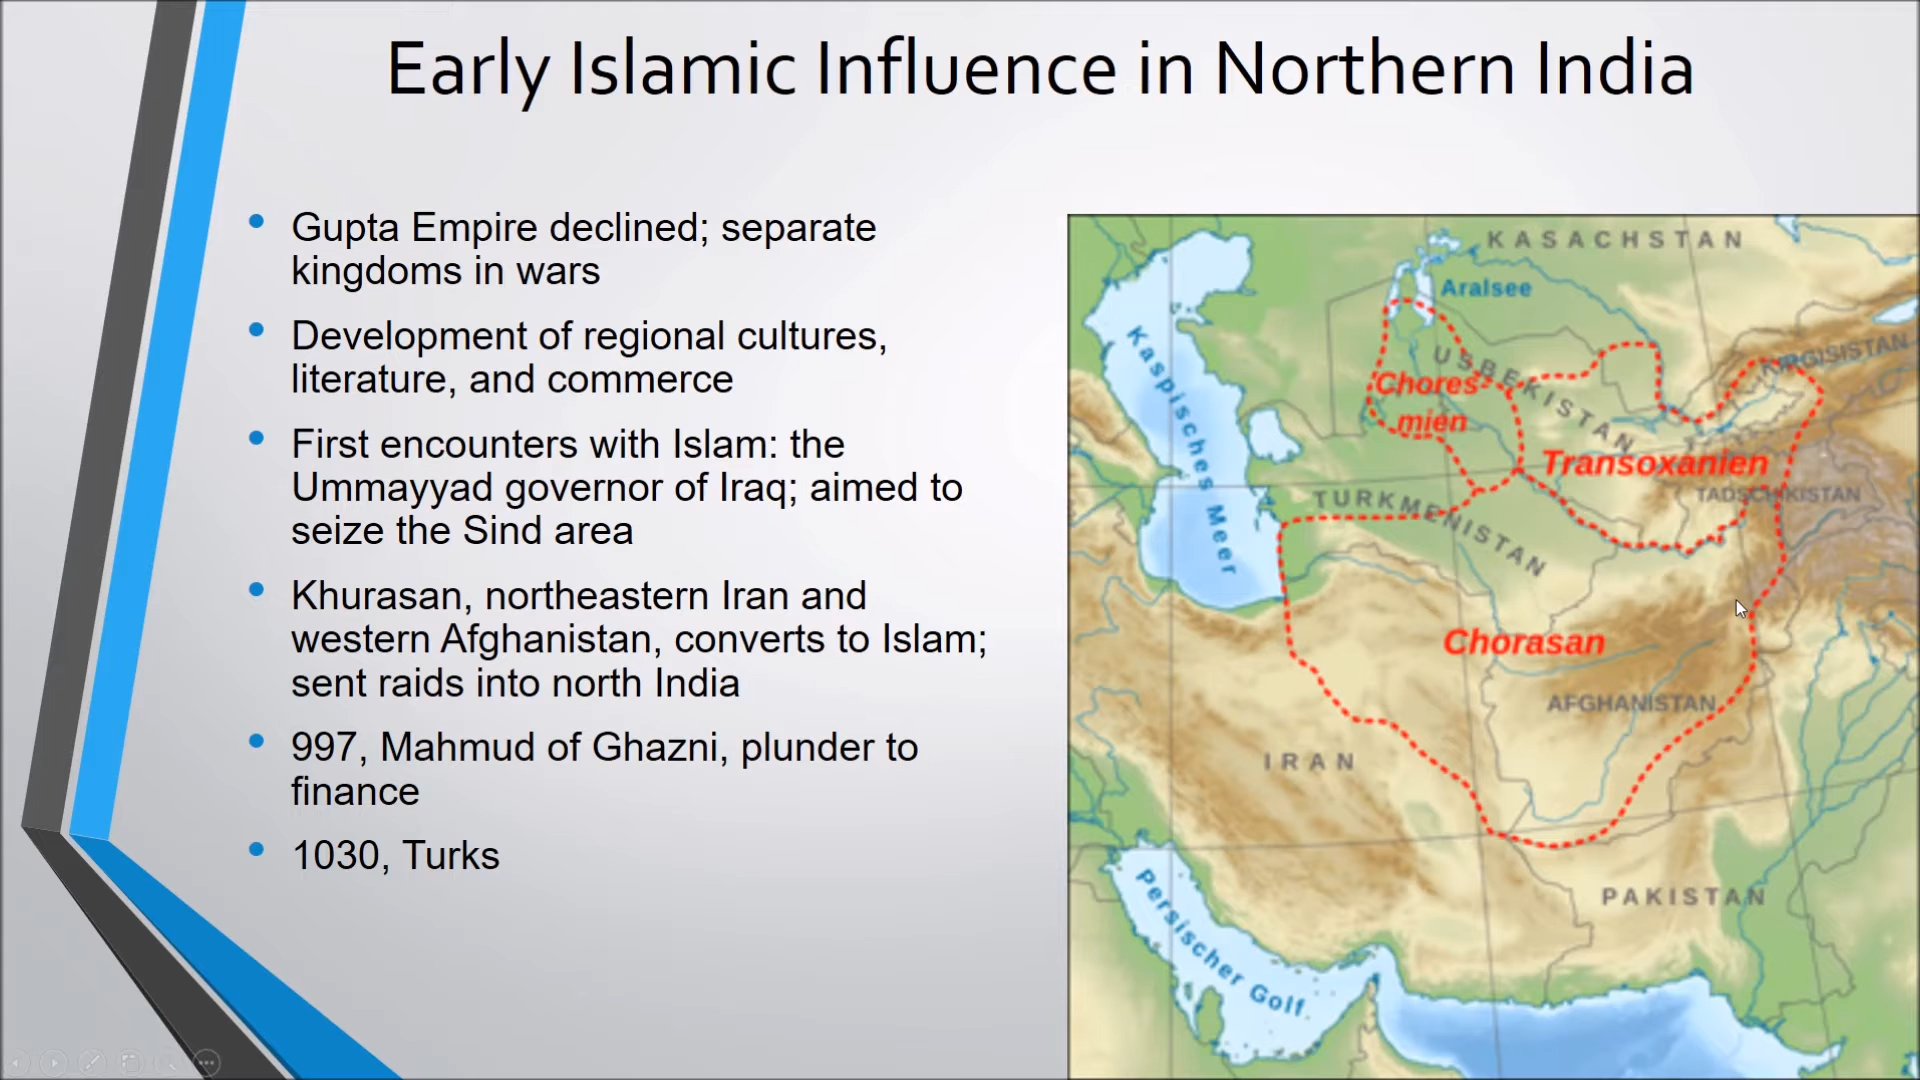 Early Islamic Influence in Northern India
Gupta Empire declined; separate
kingdoms in wars
Development of regional cultures,
literature, and commerce
First encounters with Islam: the
Ummayyad governor of Iraq; aimed to
seize the Sind area
Khurasan, northeastern Iran and
western Afghanistan, converts to Islam;
sent raids into north India
997, Mahmud of Ghazni, plunder to
finance
1030, Turks
KASACHSTAN
Aralsee
KIRGISISTAN
USBEKISTAN
Chores-
mien
Kaspisches Meer
Transoxanien
TADSCHIKISTAN
TURKMENISTAN
Chorasan
AFGHANISTAN
IRAN
PAKISTAN
Persischer Golf